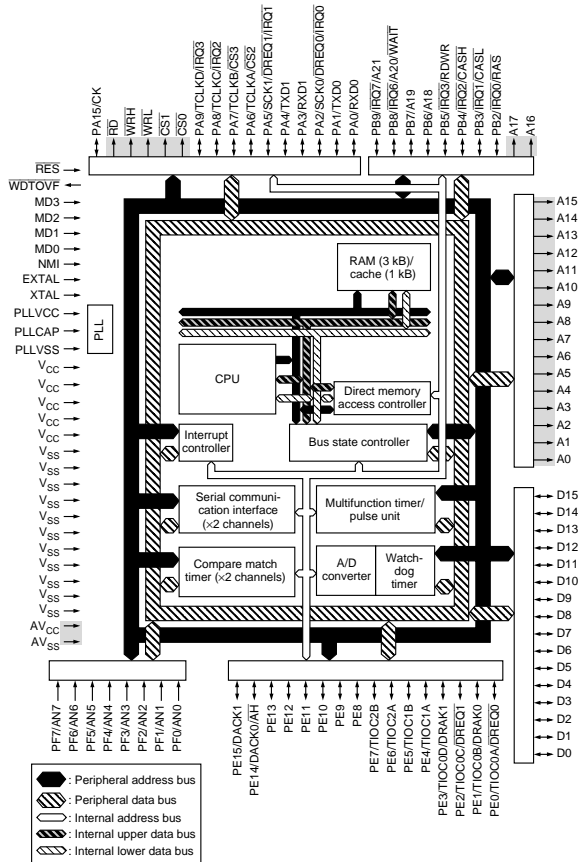 PA15/CK
RD
WRH
WRL
CS1
CS0
PA9/TCLKD/IRQ3
PA8/TCLKC/IRQ2
PA7/TCLKB/CS3
PA6/TCLKA/CS2
PA5/SCK1/DREQ1/IRQ1
PA4/TXD1
PA3/RXD1
PA2/SCK0/DREQ0/IRQ0
PA1/TXD0
PA0/RXD0
PB9/IRQ7/A21
PB8/IRQ6/A20/WAIT
PB7/A19
PB6/A18
PB5/IRQ3/RDWR
PB4/IRQ2/CASH
PB3/IRQ1/CASL
PB2/IRQ0/RAS
A17
A16
RES
WDTOVF
MD3
MD2
MD1
MD0
NMI
EXTAL
XTAL
PLLVCC
PLLCAP
PLLVSS
PLL
VCC
VCC
VCC
VCC
VCC
VSS
VSS
VSS
VSS
VSS
VSS
VSS
VSS
VSS
VSS
AVCC
AVSS
RAM (3 kB)/
cache (1 kB)
CPU
Direct memory
access controller
Interrupt
controller
Bus state controller
Serial communi-
cation interface
(×2 channels)
Multifunction timer/
pulse unit
Compare match
timer (×2 channels)
A/D
converter
Watch-
dog
timer
A15
A14
A13
A12
A11
A10
A9
A8
A7
A6
A5
A4
A3
A2
A1
A0
D15
D14
D13
D12
D11
D10
D9
D8
D7
D6
D5
D4
D3
D2
D1
D0
PF7/AN7
PF6/AN6
PF5/AN5
PF4/AN4
PF3/AN3
PF2/AN2
PF1/AN1
PF0/AN0
PE15/DACK1
PE14/DACK0/AH
PE13
PE12
PE11
PE10
PE9
PE8
PE7/TIOC2B
PE6/TIOC2A
PE5/TIOC1B
PE4/TIOC1A
PE3/TIOC0D/DRAK1
PE2/TIOC0C/DREQ1
PE1/TIOC0B/DRAK0
PE0/TIOC0A/DREQ0
: Peripheral address bus
: Peripheral data bus
: Internal address bus
: Internal upper data bus
: Internal lower data bus